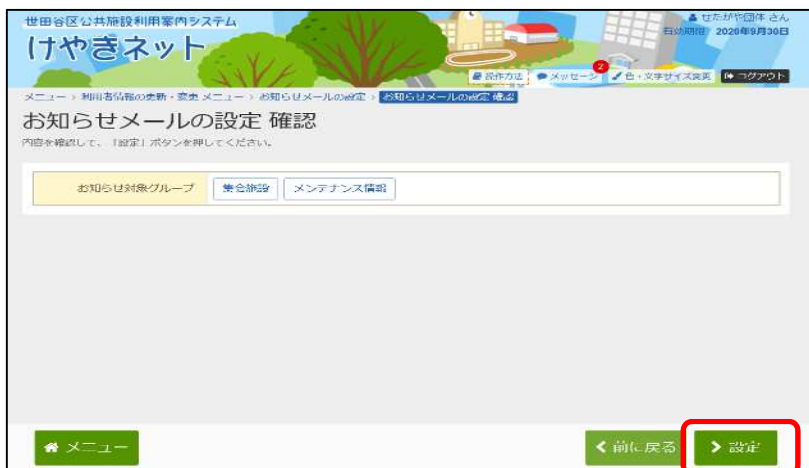 世田谷区公共施設利用案内システム
けやきネット
せたがや団体 さん
有効期限 2020年9月30日
操作方法 メッセージ 2 色・文字サイズ変更 ログアウト
メニュー › 利用者情報の更新・変更 メニュー › お知らせメールの設定 › お知らせメールの設定 確認
お知らせメールの設定 確認
内容を確認して、「設定」ボタンを押してください。
お知らせ対象グループ 集会施設 メンテナンス情報
メニュー 前に戻る 設定